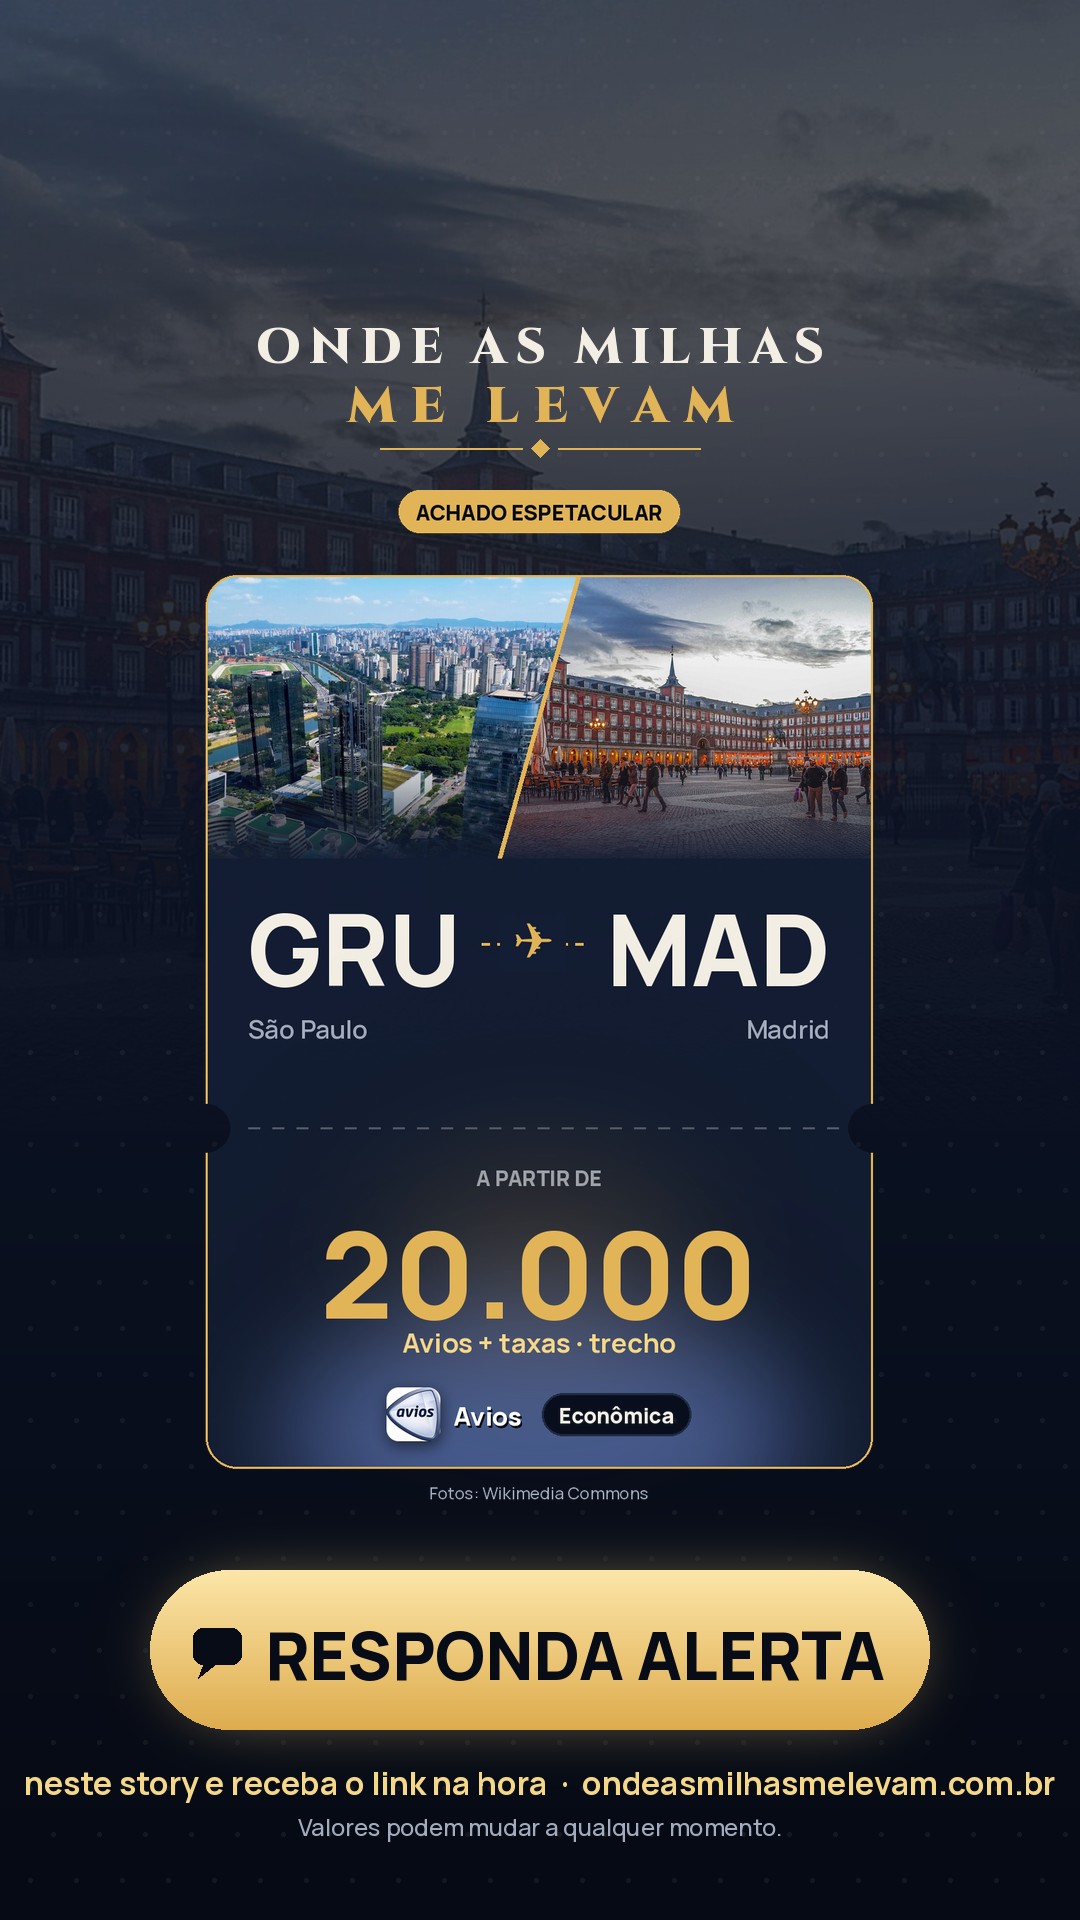 ONDE AS MILHAS
ME LEVAM
ACHADO ESPETACULAR
GRU MAD
São Paulo Madrid
A PARTIR DE
20.000
Avios + taxas · trecho
avios Avios Econômica
Fotos: Wikimedia Commons
RESPONDA ALERTA
neste story e receba o link na hora · ondeasmilhasmelevam.com.br
Valores podem mudar a qualquer momento.